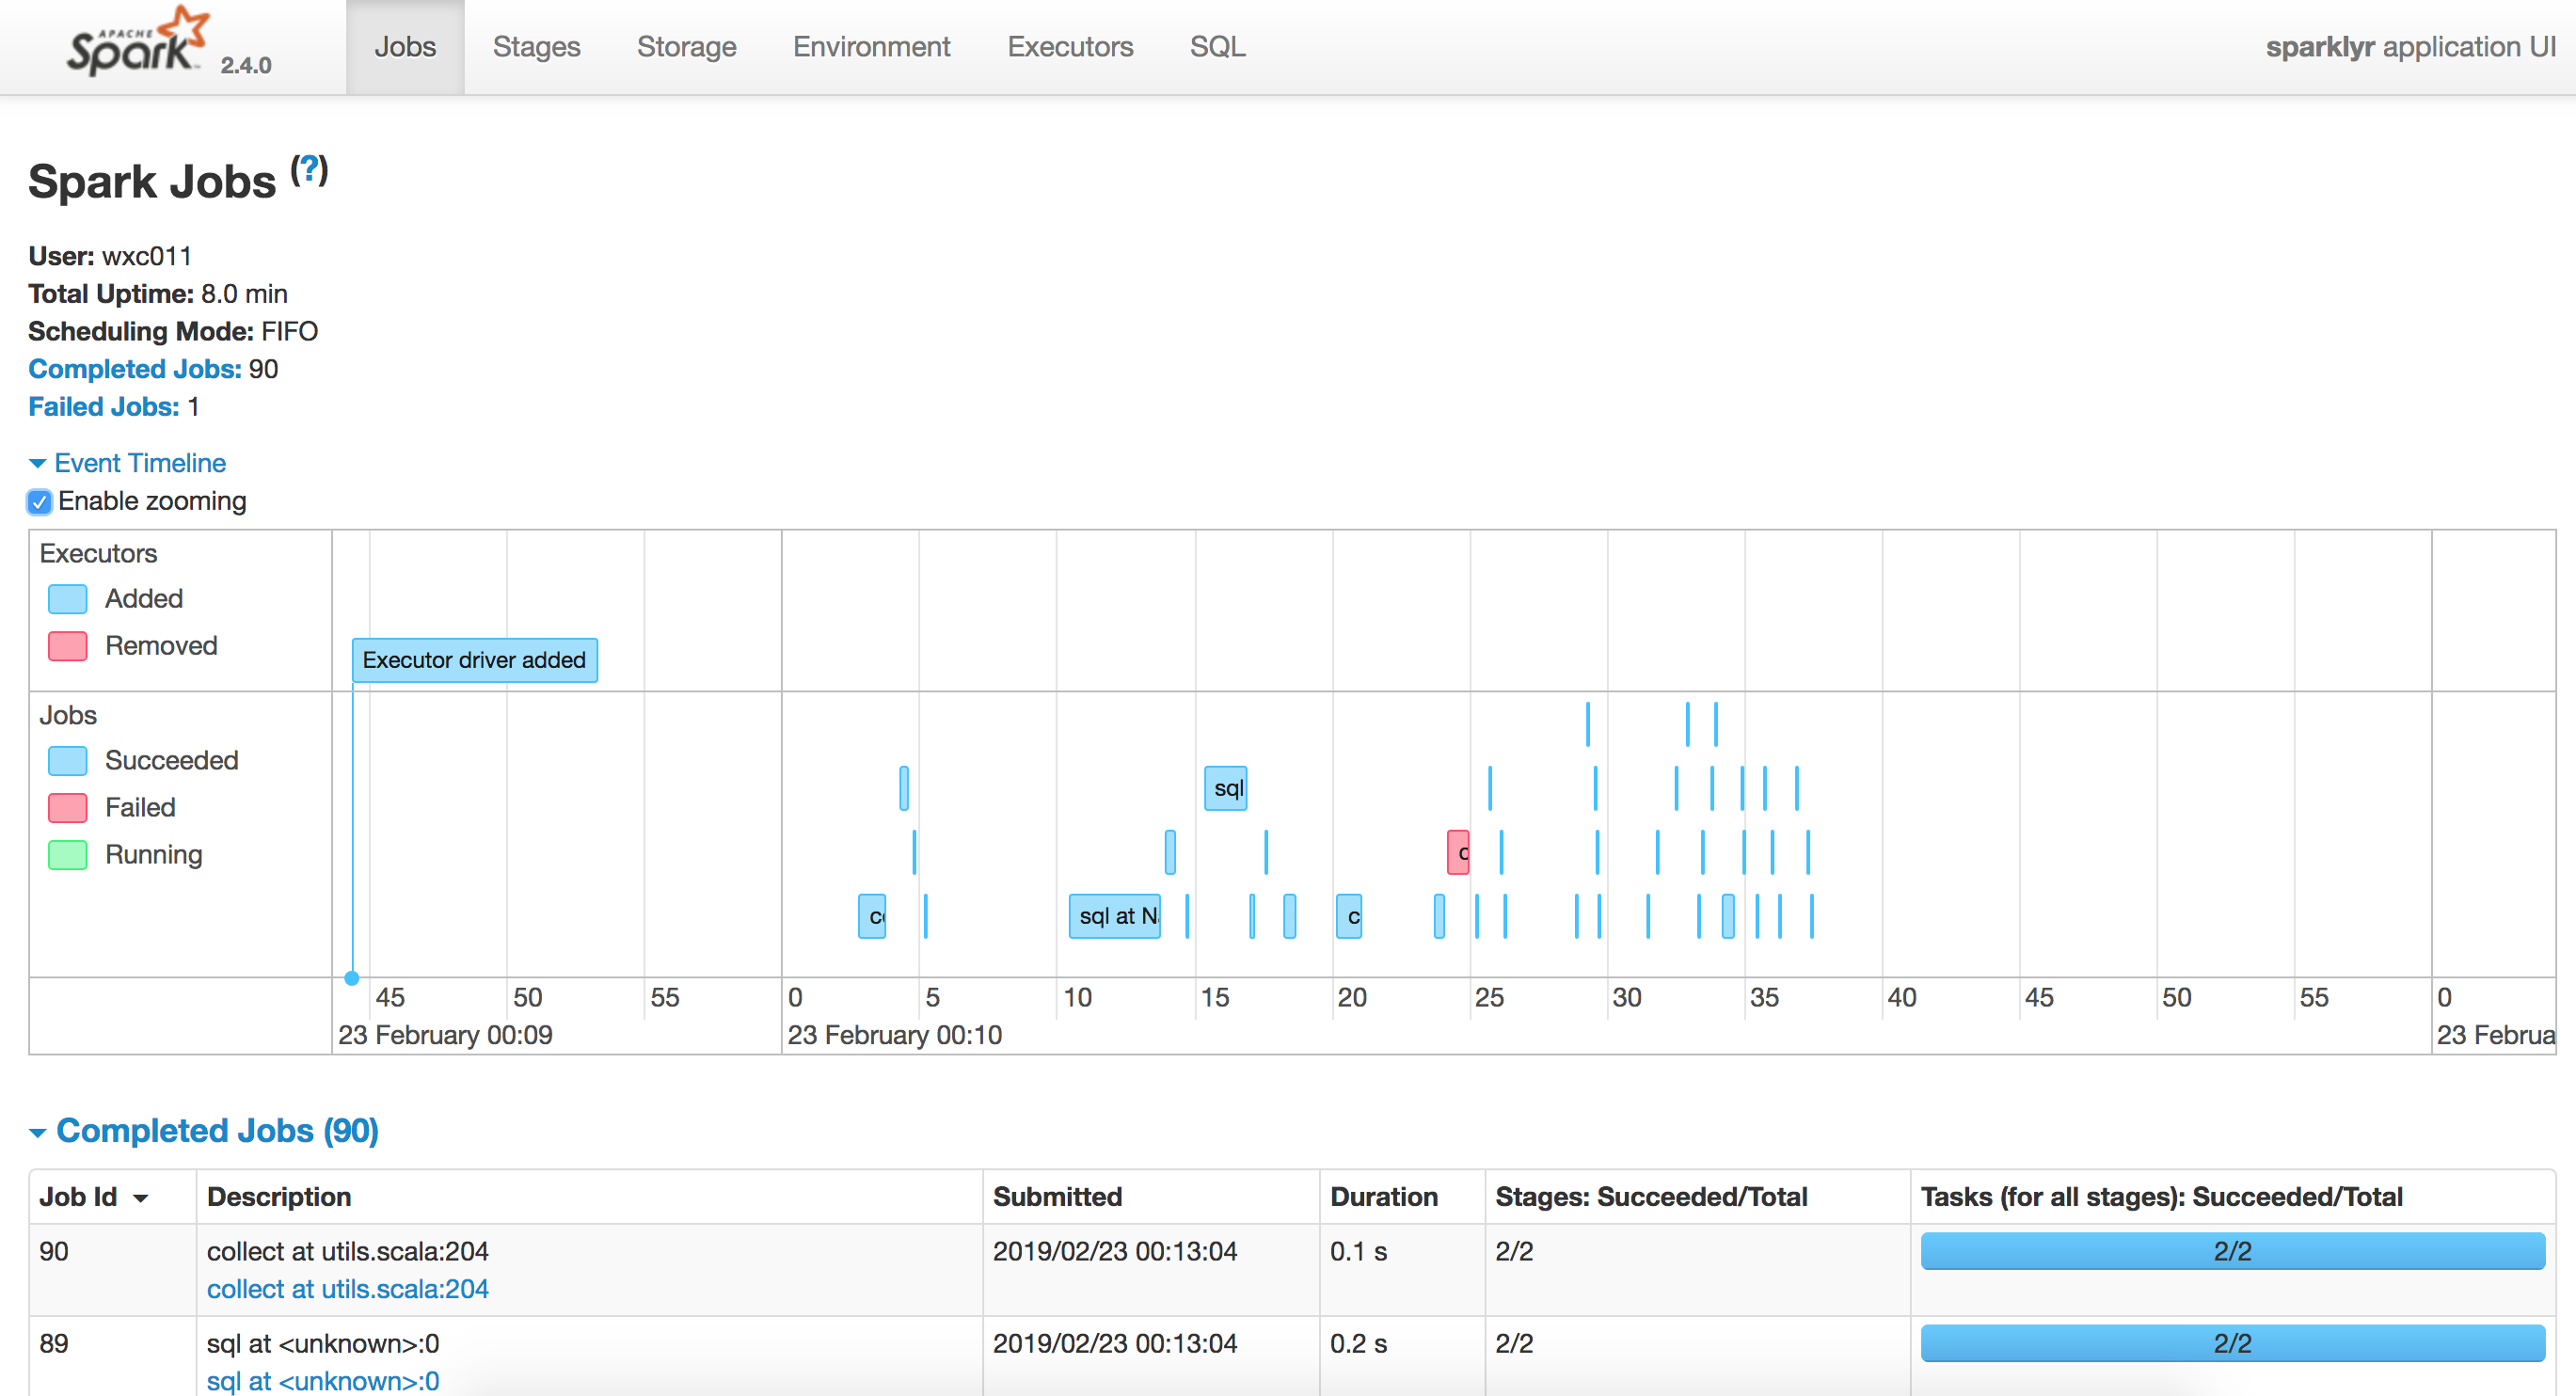 APACHE
Spark 2.4.0 Jobs Stages Storage Environment Executors SQL sparklyr application UI
Spark Jobs (?)
User: wxc011
Total Uptime: 8.0 min
Scheduling Mode: FIFO
Completed Jobs: 90
Failed Jobs: 1
Event Timeline
Enable zooming
Executors
Added
Removed
Executor driver added
Jobs
Succeeded
Failed
Running
sql
c
c sql at N c
45 50 55 0 5 10 15 20 25 30 35 40 45 50 55 0
23 February 00:09 23 February 00:10 23 Februa
Completed Jobs (90)
Job Id Description Submitted Duration Stages: Succeeded/Total Tasks (for all stages): Succeeded/Total
90 collect at utils.scala:204 2019/02/23 00:13:04 0.1 s 2/2 2/2
collect at utils.scala:204
89 sql at <unknown>:0 2019/02/23 00:13:04 0.2 s 2/2 2/2
sql at <unknown>:0